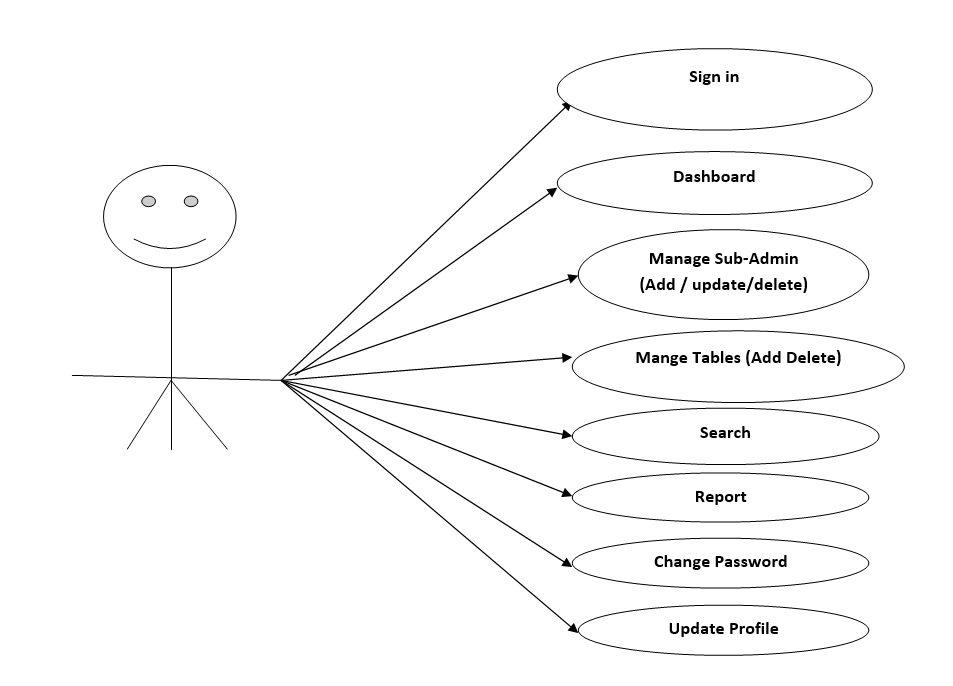 Sign in
Dashboard
Manage Sub-Admin
(Add / update/delete)
Mange Tables (Add Delete)
Search
Report
Change Password
Update Profile